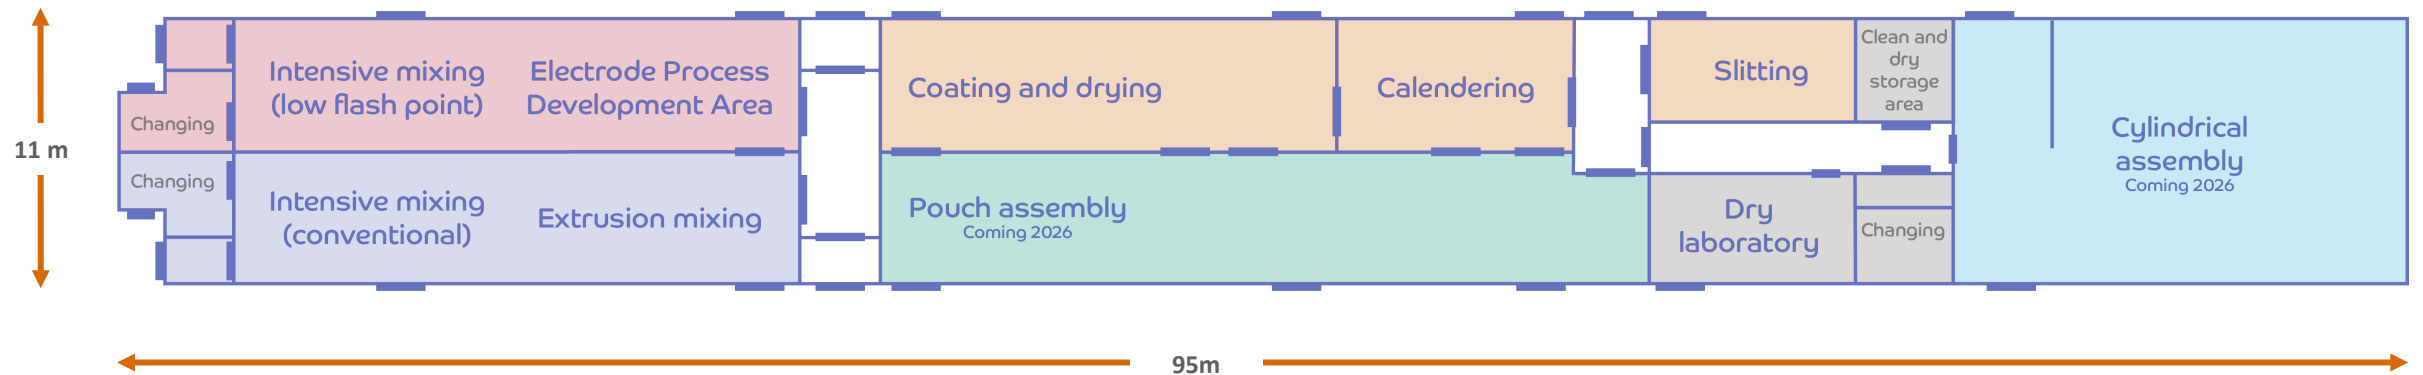 11 m
Changing
Changing
Intensive mixing
(low flash point)
Electrode Process
Development Area
Intensive mixing
(conventional)
Extrusion mixing
Coating and drying
Calendering
Pouch assembly
Coming 2026
Slitting
Clean and
dry
storage
area
Dry
laboratory
Changing
Cylindrical
assembly
Coming 2026
95m